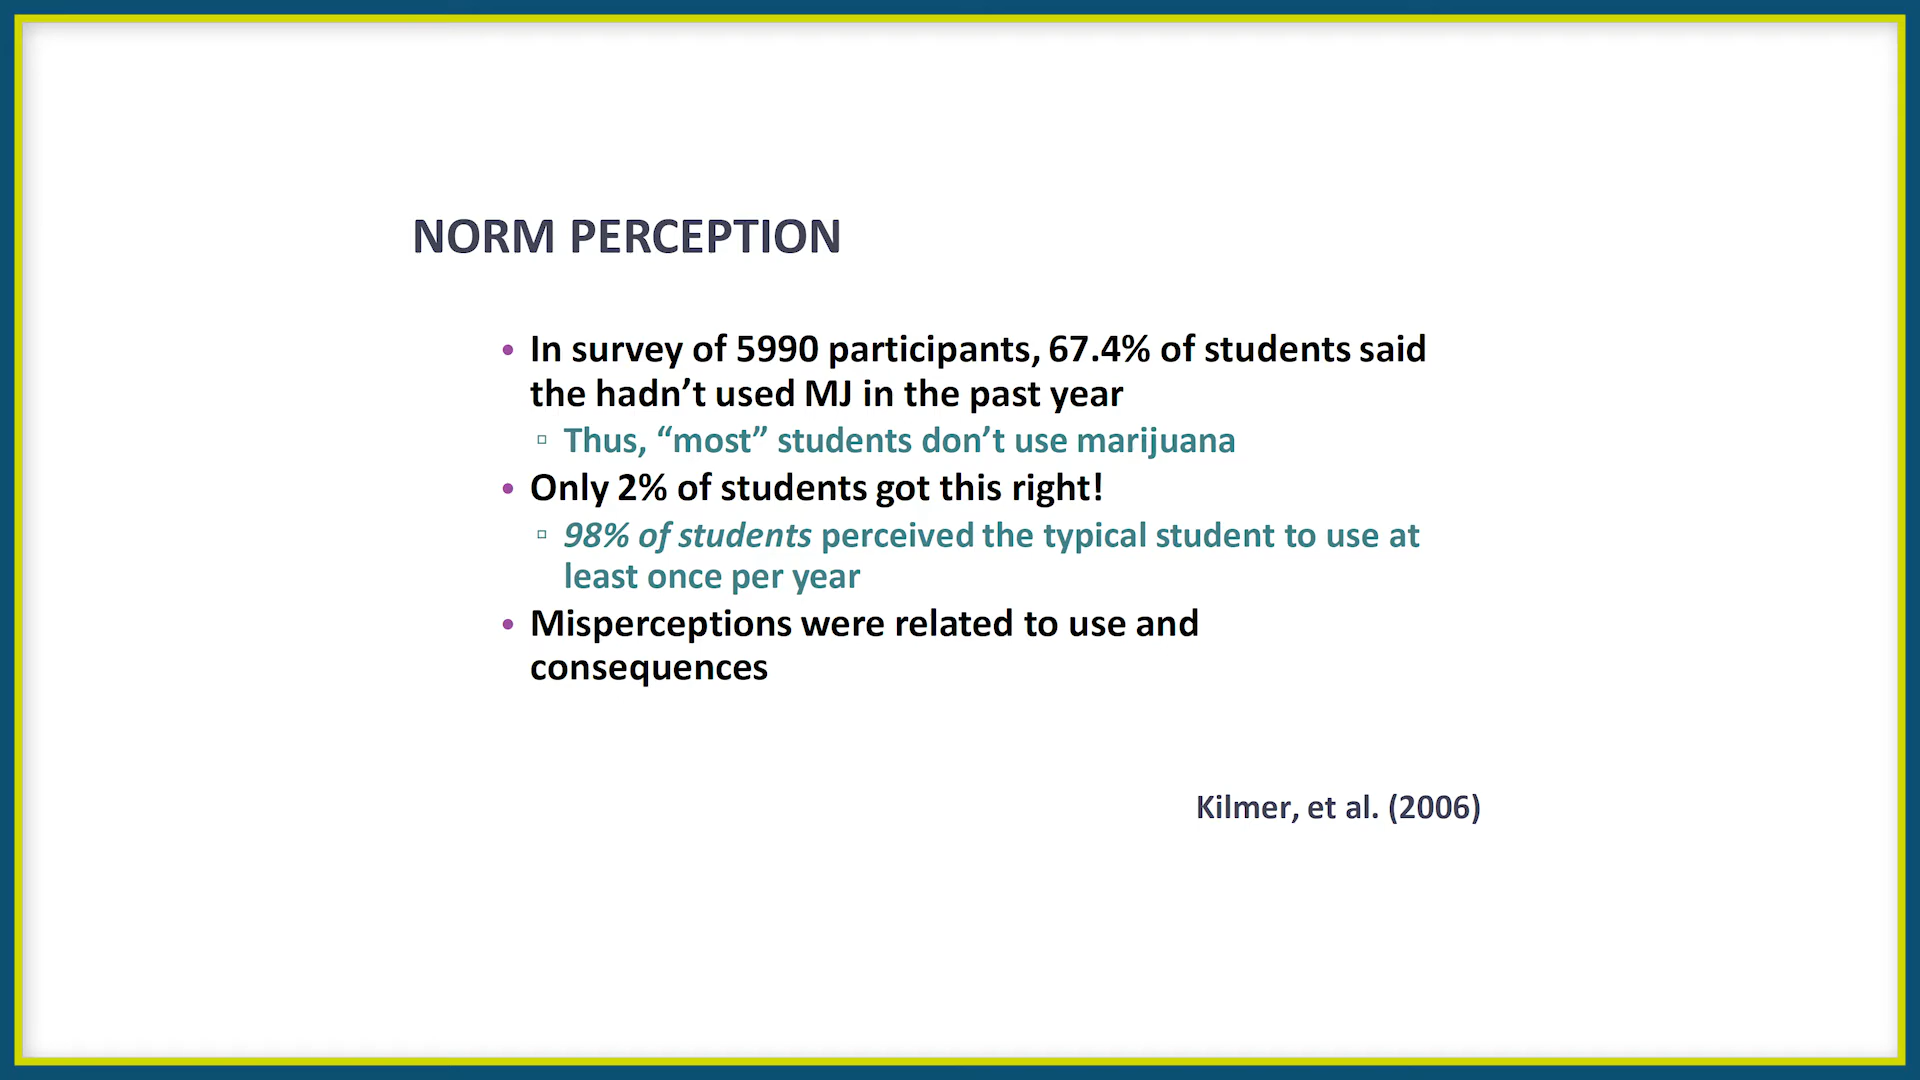 NORM PERCEPTION
• In survey of 5990 participants, 67.4% of students said
the hadn’t used MJ in the past year
▫ Thus, “most” students don’t use marijuana
• Only 2% of students got this right!
▫ 98% of students perceived the typical student to use at
least once per year
• Misperceptions were related to use and
consequences
Kilmer, et al. (2006)